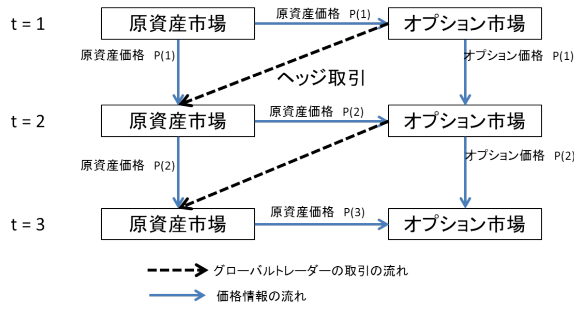 t = 1
原資産市場
原資産価格 P(1)
オプション市場
原資産価格 P(1)
オプション価格 P(1)
ヘッジ取引
t = 2
原資産市場
原資産価格 P(2)
オプション市場
原資産価格 P(2)
オプション価格 P(2)
t = 3
原資産市場
原資産価格 P(3)
オプション市場
グローバルトレーダーの取引の流れ
価格情報の流れ